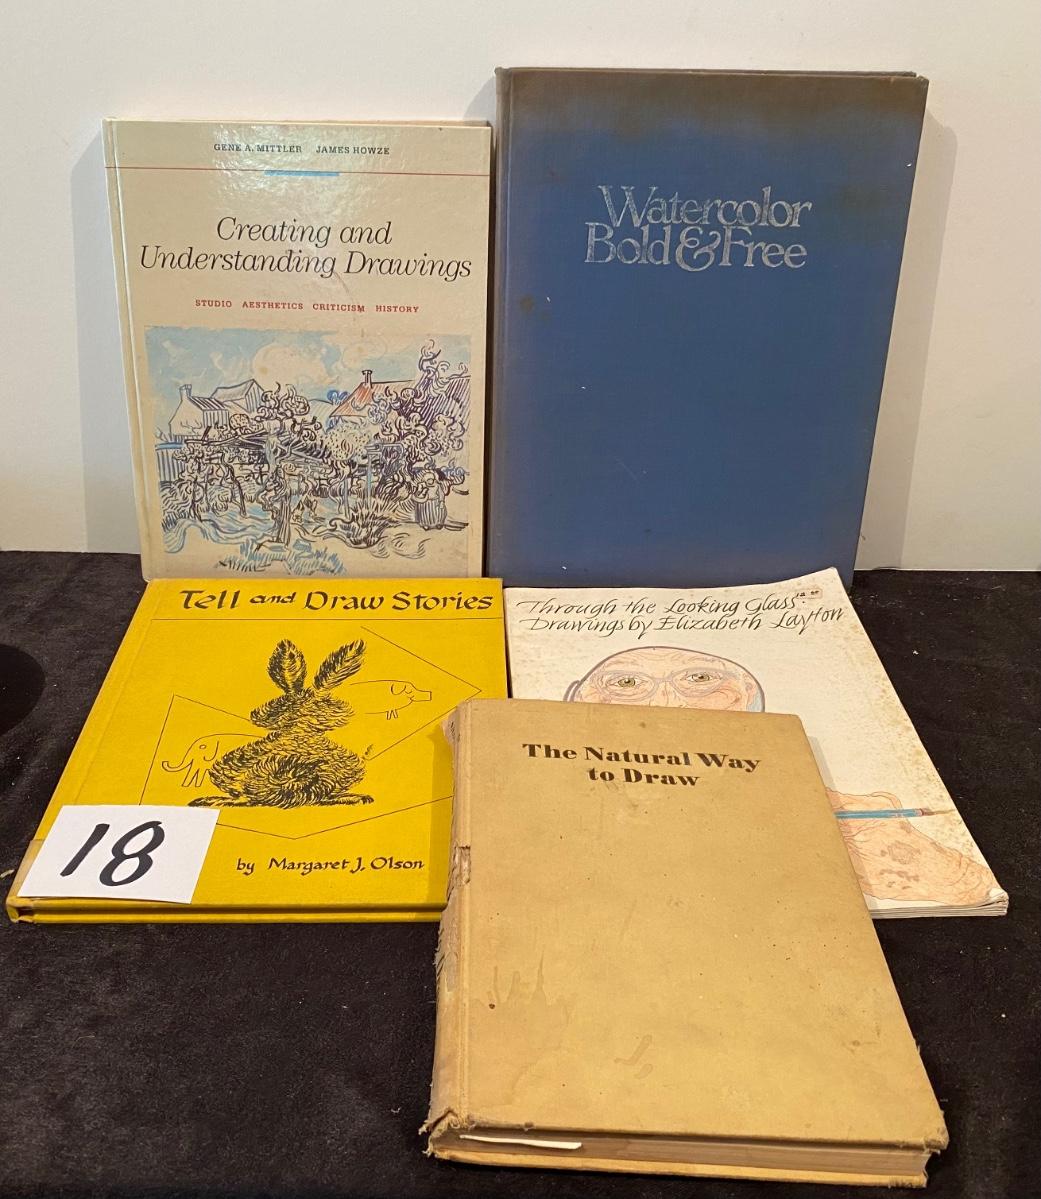 GENE A. MITTLER JAMES HOWZE
Creating and
Understanding Drawings
STUDIO AESTHETICS CRITICISM HISTORY
Watercolor
Bold & Free
Tell and Draw Stories
by Margaret J. Olson
18
Through the Looking Glass:
Drawings by Elizabeth Layton
The Natural Way
to Draw